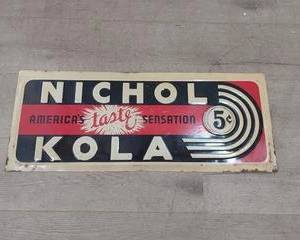 NICHOL
AMERICA'S taste SENSATION 5¢
KOLA